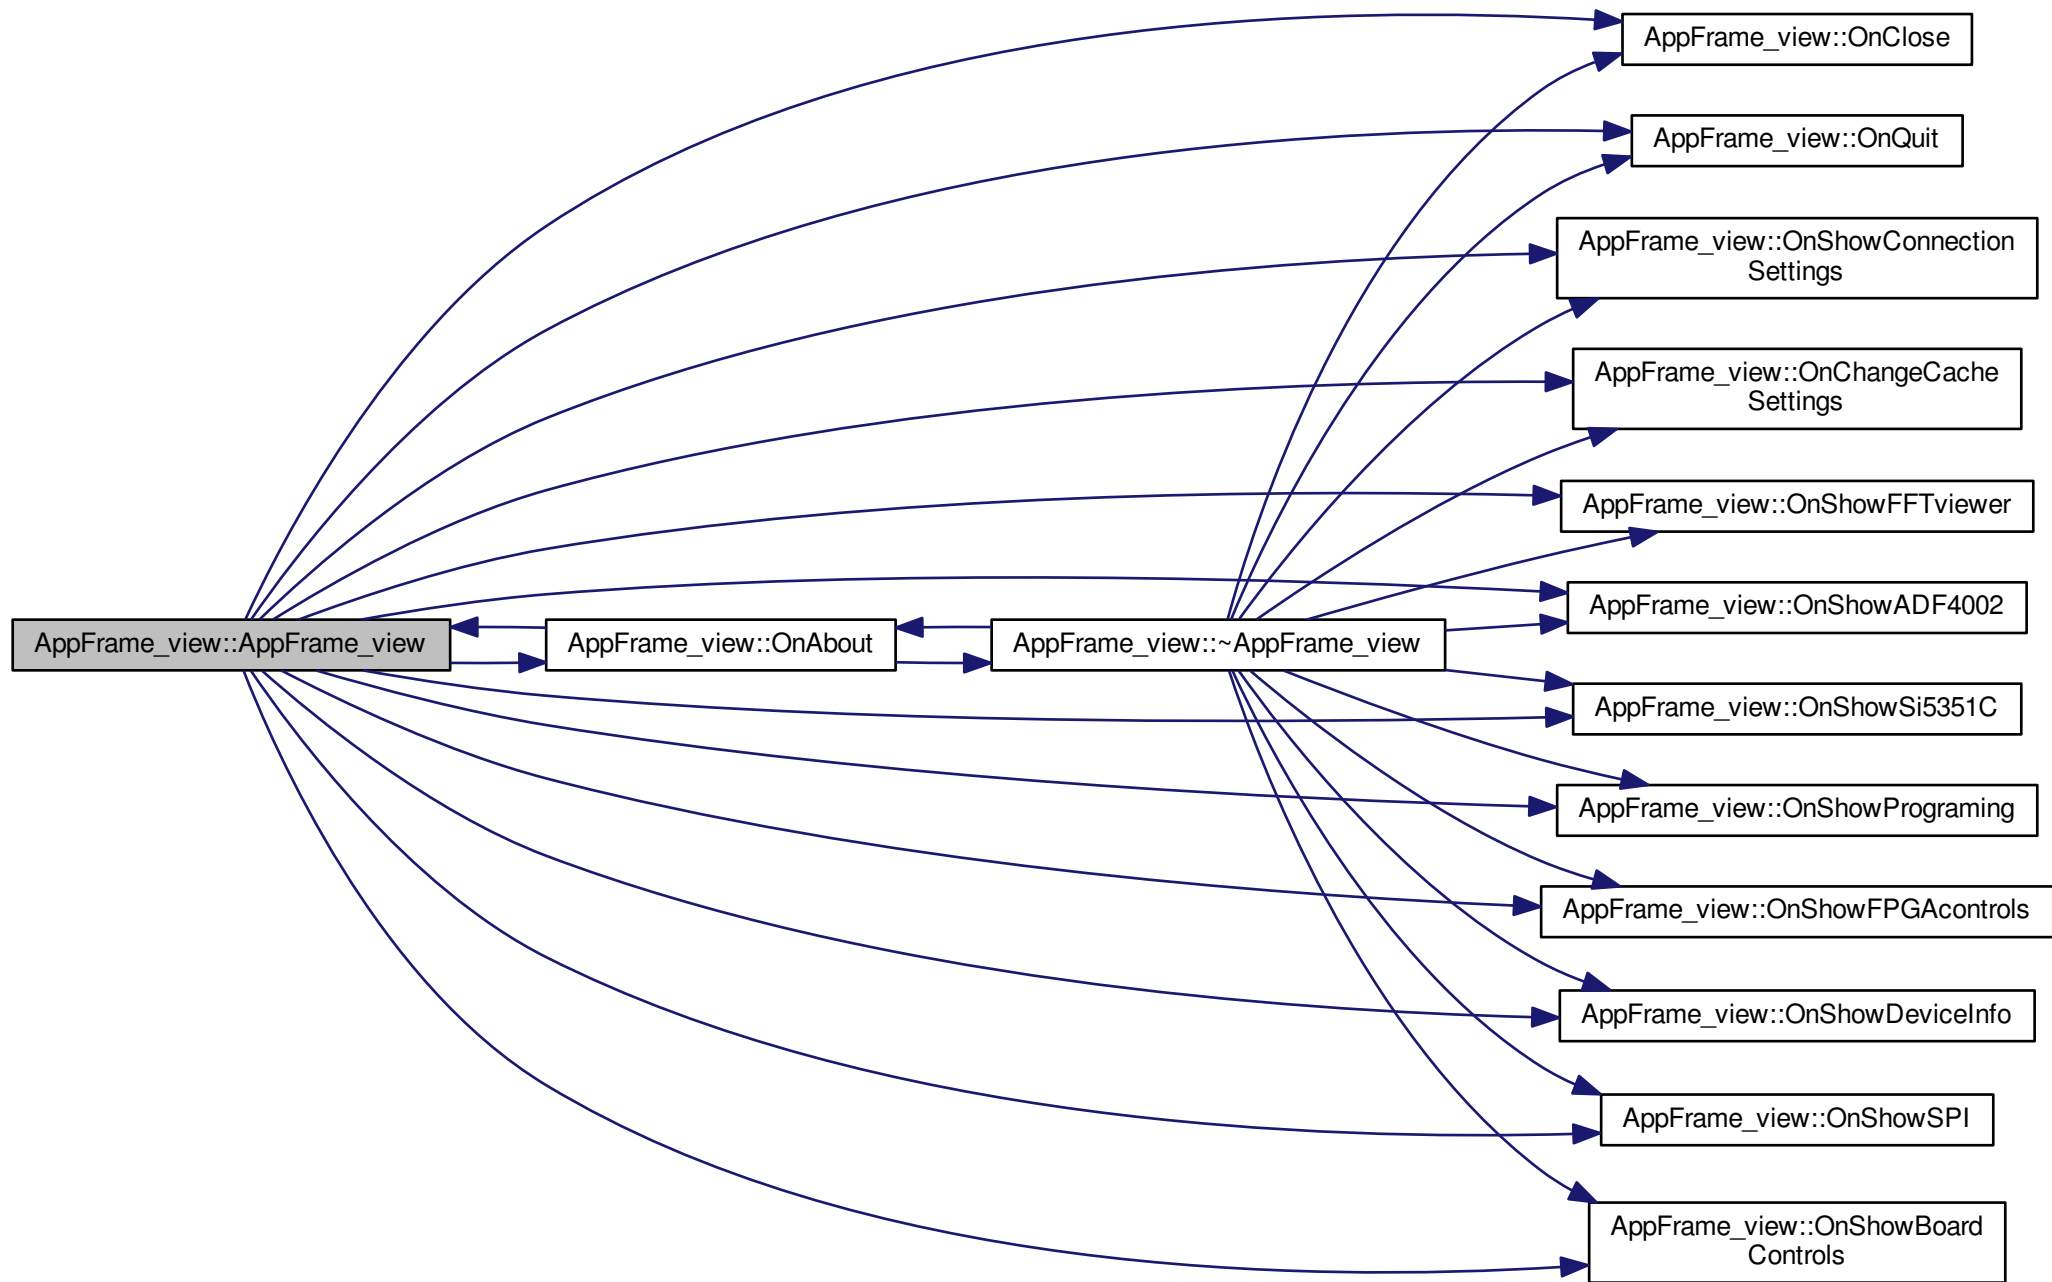 AppFrame_view::OnClose
AppFrame_view::OnQuit
AppFrame_view::OnShowConnection
Settings
AppFrame_view::OnChangeCache
Settings
AppFrame_view::OnShowFFTviewer
AppFrame_view::OnShowADF4002
AppFrame_view::AppFrame_view
AppFrame_view::OnAbout
AppFrame_view::~AppFrame_view
AppFrame_view::OnShowSi5351C
AppFrame_view::OnShowPrograming
AppFrame_view::OnShowFPGAcontrols
AppFrame_view::OnShowDeviceInfo
AppFrame_view::OnShowSPI
AppFrame_view::OnShowBoard
Controls